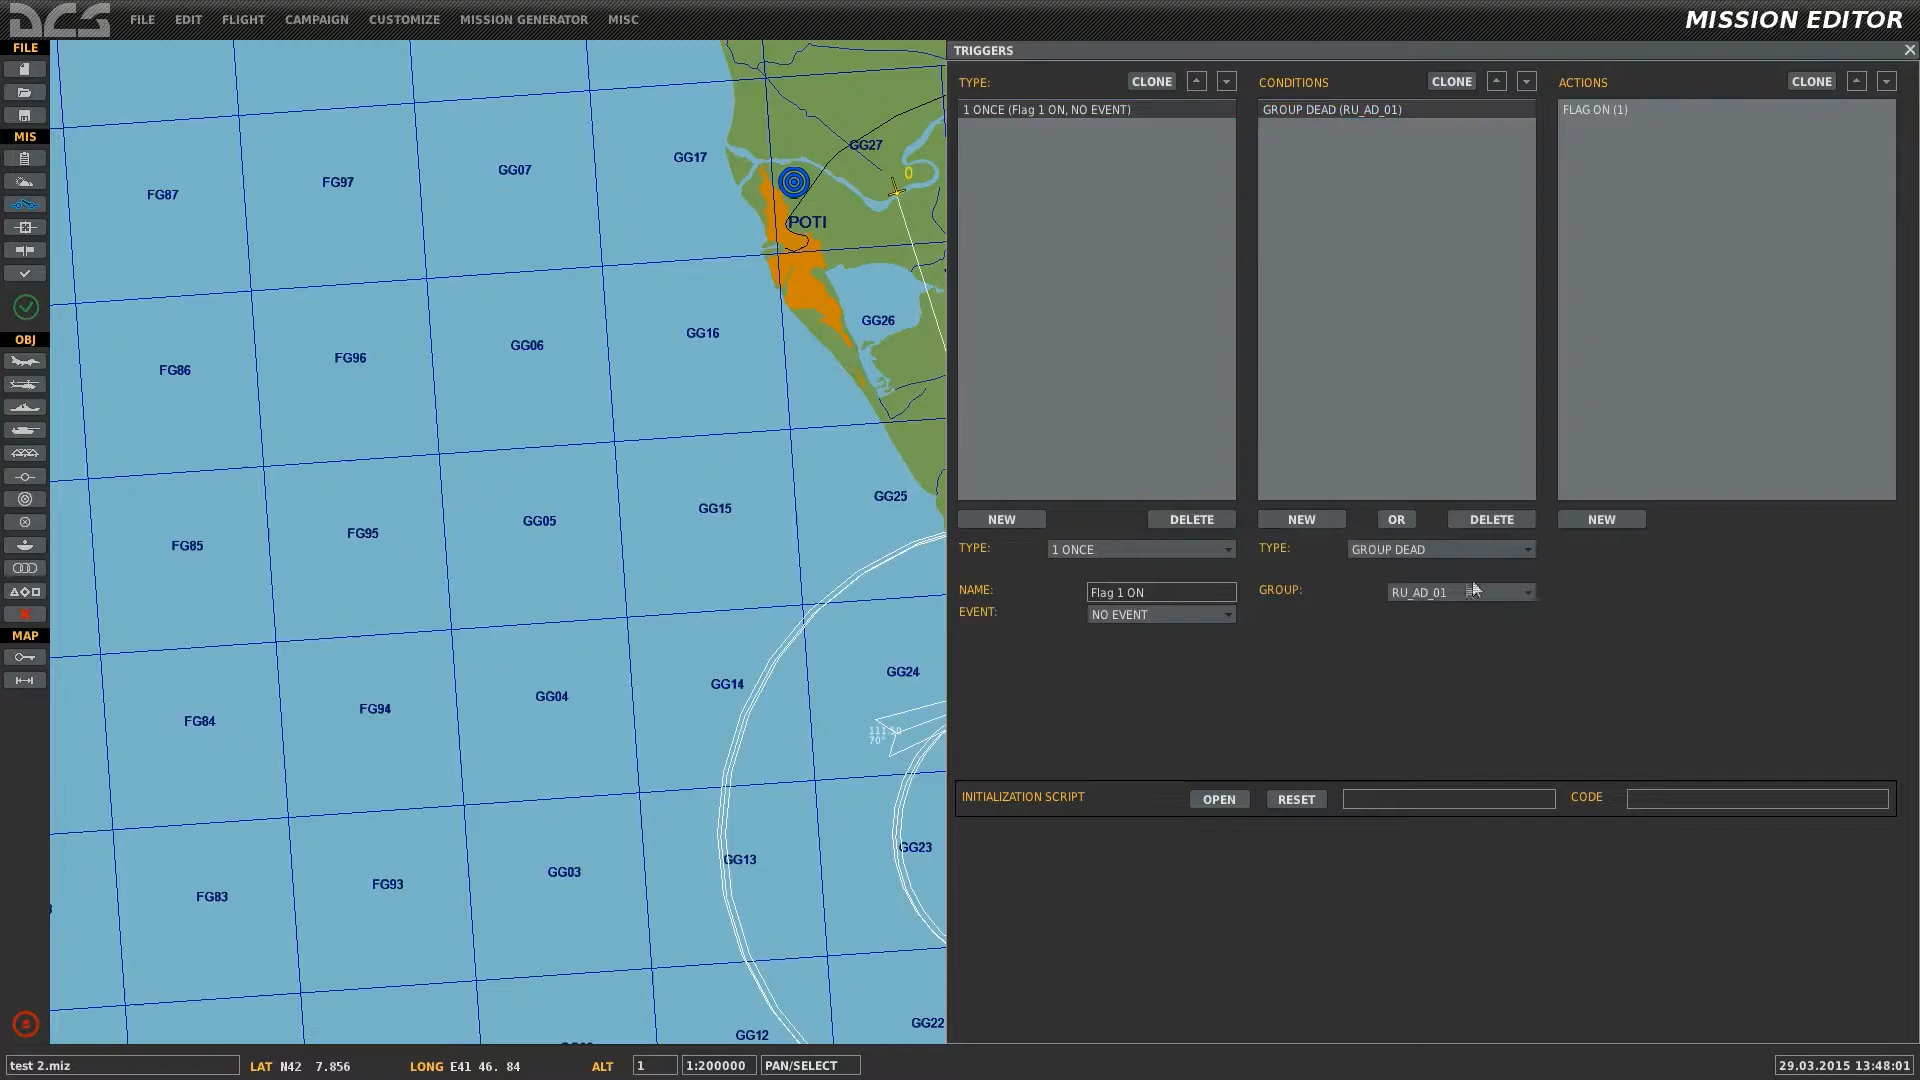 DCS
FILE EDIT FLIGHT CAMPAIGN CUSTOMIZE MISSION GENERATOR MISC
MISSION EDITOR
FILE
MIS
OBJ
MAP
FG87
FG97
GG07
GG17
GG27
0
POTI
FG86
FG96
GG06
GG16
GG26
FG85
FG95
GG05
GG15
GG25
FG84
FG94
GG04
GG14
GG24
111.50
70°
FG83
FG93
GG03
GG13
GG23
GG12
GG22
TRIGGERS
TYPE: CLONE
1 ONCE (Flag 1 ON, NO EVENT)
NEW DELETE
TYPE: 1 ONCE
NAME: Flag 1 ON
EVENT: NO EVENT
CONDITIONS CLONE
GROUP DEAD (RU_AD_01)
NEW OR DELETE
TYPE: GROUP DEAD
GROUP: RU_AD_01
ACTIONS CLONE
FLAG ON (1)
NEW
INITIALIZATION SCRIPT OPEN RESET CODE
test 2.miz LAT N42 7.856 LONG E41 46. 84 ALT 1 1:200000 PAN/SELECT 29.03.2015 13:48:01